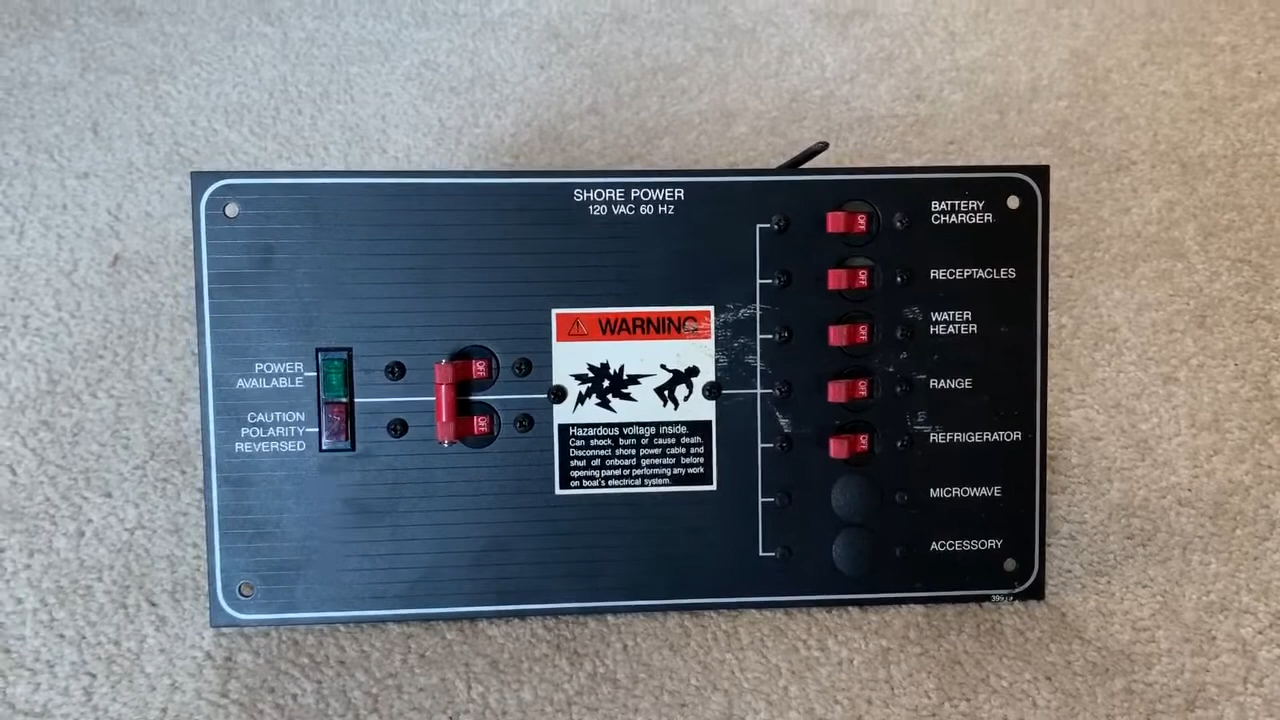 SHORE POWER
120 VAC 60 Hz
POWER
AVAILABLE
CAUTION
POLARITY
REVERSED
OFF
OFF
WARNING
Hazardous voltage inside.
Can shock, burn or cause death.
Disconnect shore power cable and
shut off onboard generator before
opening panel or performing any work
on boat's electrical system.
OFF
BATTERY
CHARGER
OFF
RECEPTACLES
OFF
WATER
HEATER
OFF
RANGE
OFF
REFRIGERATOR
MICROWAVE
ACCESSORY